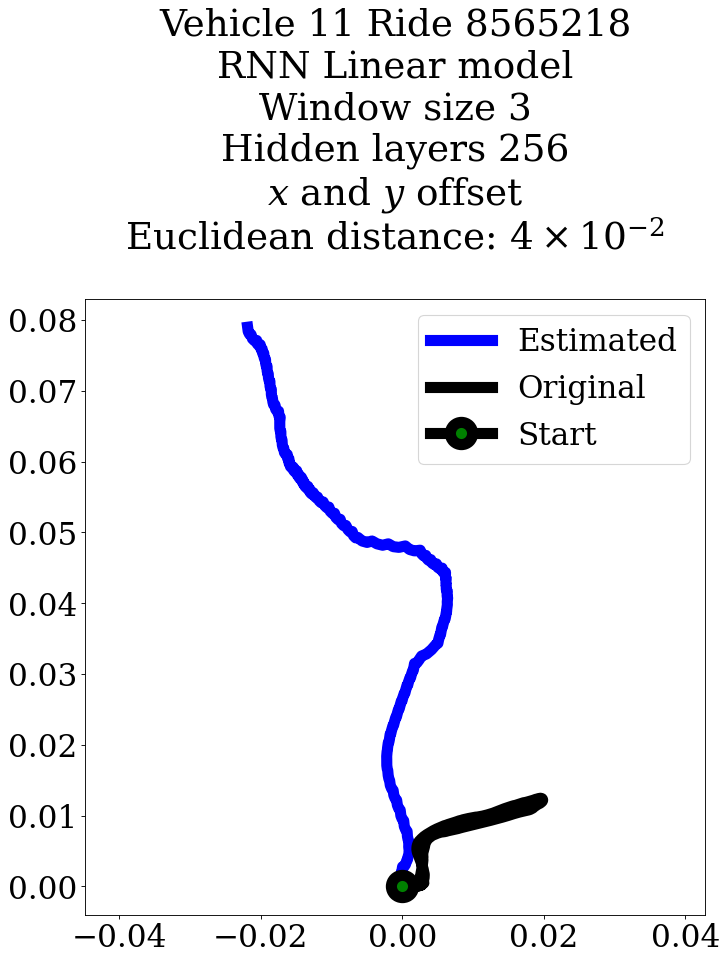 Vehicle 11 Ride 8565218
RNN Linear model
Window size 3
Hidden layers 256
x and y offset
Euclidean distance: 4 × 10⁻²
Estimated
Original
Start
0.08
0.07
0.06
0.05
0.04
0.03
0.02
0.01
0.00
−0.04 −0.02 0.00 0.02 0.04